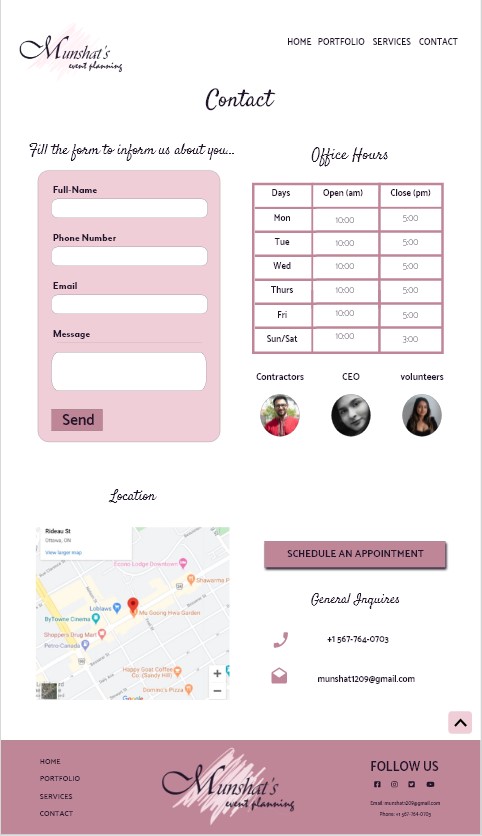 Munshat's
event planning
HOME PORTFOLIO SERVICES CONTACT
Contact
Fill the form to inform us about you...
Full-Name
Phone Number
Email
Message
Send
Office Hours
Days Open (am) Close (pm)
Mon 10:00 5:00
Tue 10:00 5:00
Wed 10:00 5:00
Thurs 10:00 5:00
Fri 10:00 5:00
Sun/Sat 10:00 3:00
Contractors CEO volunteers
Location
Rideau St
Ottawa, ON
View larger map
Econo Lodge Downtown
Shawarma P
Loblaws
ByTowne Cinema
Shopper's Drug Mart
Petro-Canada
Happy Goat Coffee
Co. (Sandy Hill)
Domino's Pizza
Google
SCHEDULE AN APPOINTMENT
General Inquires
+1 567-764-0703
munshat1209@gmail.com
HOME
PORTFOLIO
SERVICES
CONTACT
Munshat's
event planning
FOLLOW US
Email: munshat1209@gmail.com
Phone: +1 567-764-0703